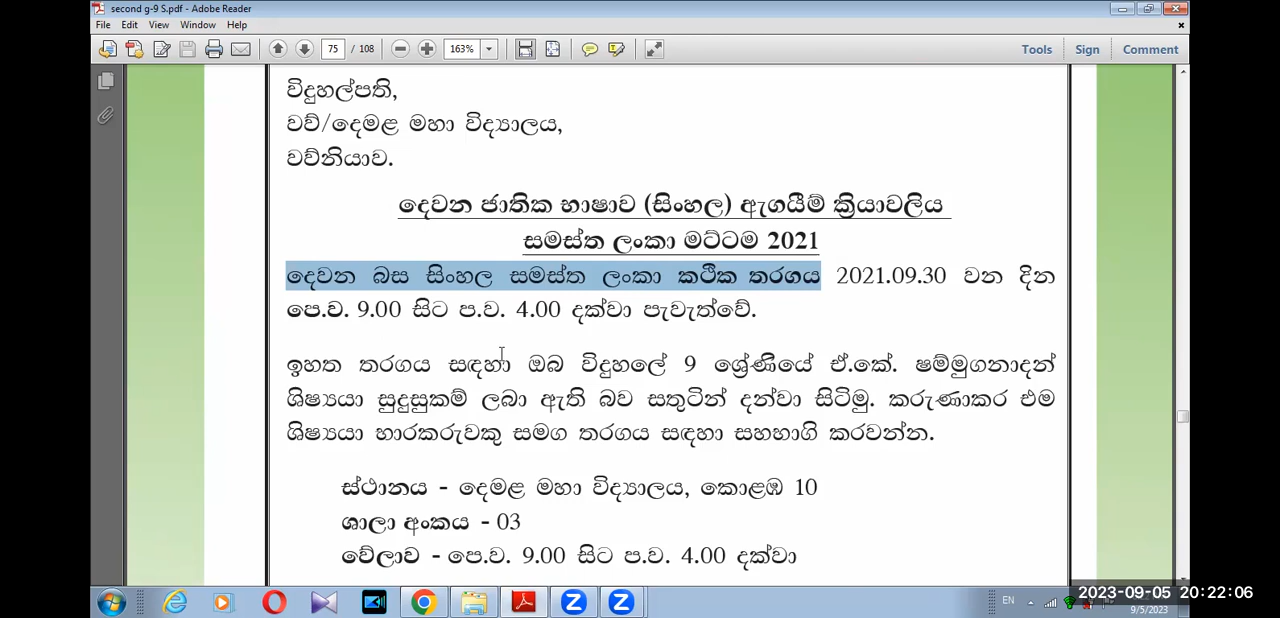 second g-9 S.pdf - Adobe Reader
File Edit View Window Help
75 / 108 163% Tools Sign Comment
විදුහල්පති,
වව්/දෙමළ මහා විද්‍යාලය,
වව්නියාව.
දෙවන ජාතික භාෂාව (සිංහල) ඇගයීම් ක්‍රියාවලිය
සමස්ත ලංකා මට්ටම 2021
දෙවන බස සිංහල සමස්ත ලංකා කථික තරගය 2021.09.30 වන දින
පෙ.ව. 9.00 සිට ප.ව. 4.00 දක්වා පැවැත්වේ.
ඉහත තරගය සඳහා ඔබ විදුහලේ 9 ශ්‍රේණියේ ඒ.කේ. ෂම්මුගනාදන්
ශිෂ්‍යයා සුදුසුකම් ලබා ඇති බව සතුටින් දන්වා සිටිමු. කරුණාකර එම
ශිෂ්‍යයා භාරකරුවකු සමග තරගය සඳහා සහභාගි කරවන්න.
ස්ථානය - දෙමළ මහා විද්‍යාලය, කොළඹ 10
ශාලා අංකය - 03
වේලාව - පෙ.ව. 9.00 සිට ප.ව. 4.00 දක්වා
EN
2023-09-05 20:22:06
9/5/2023